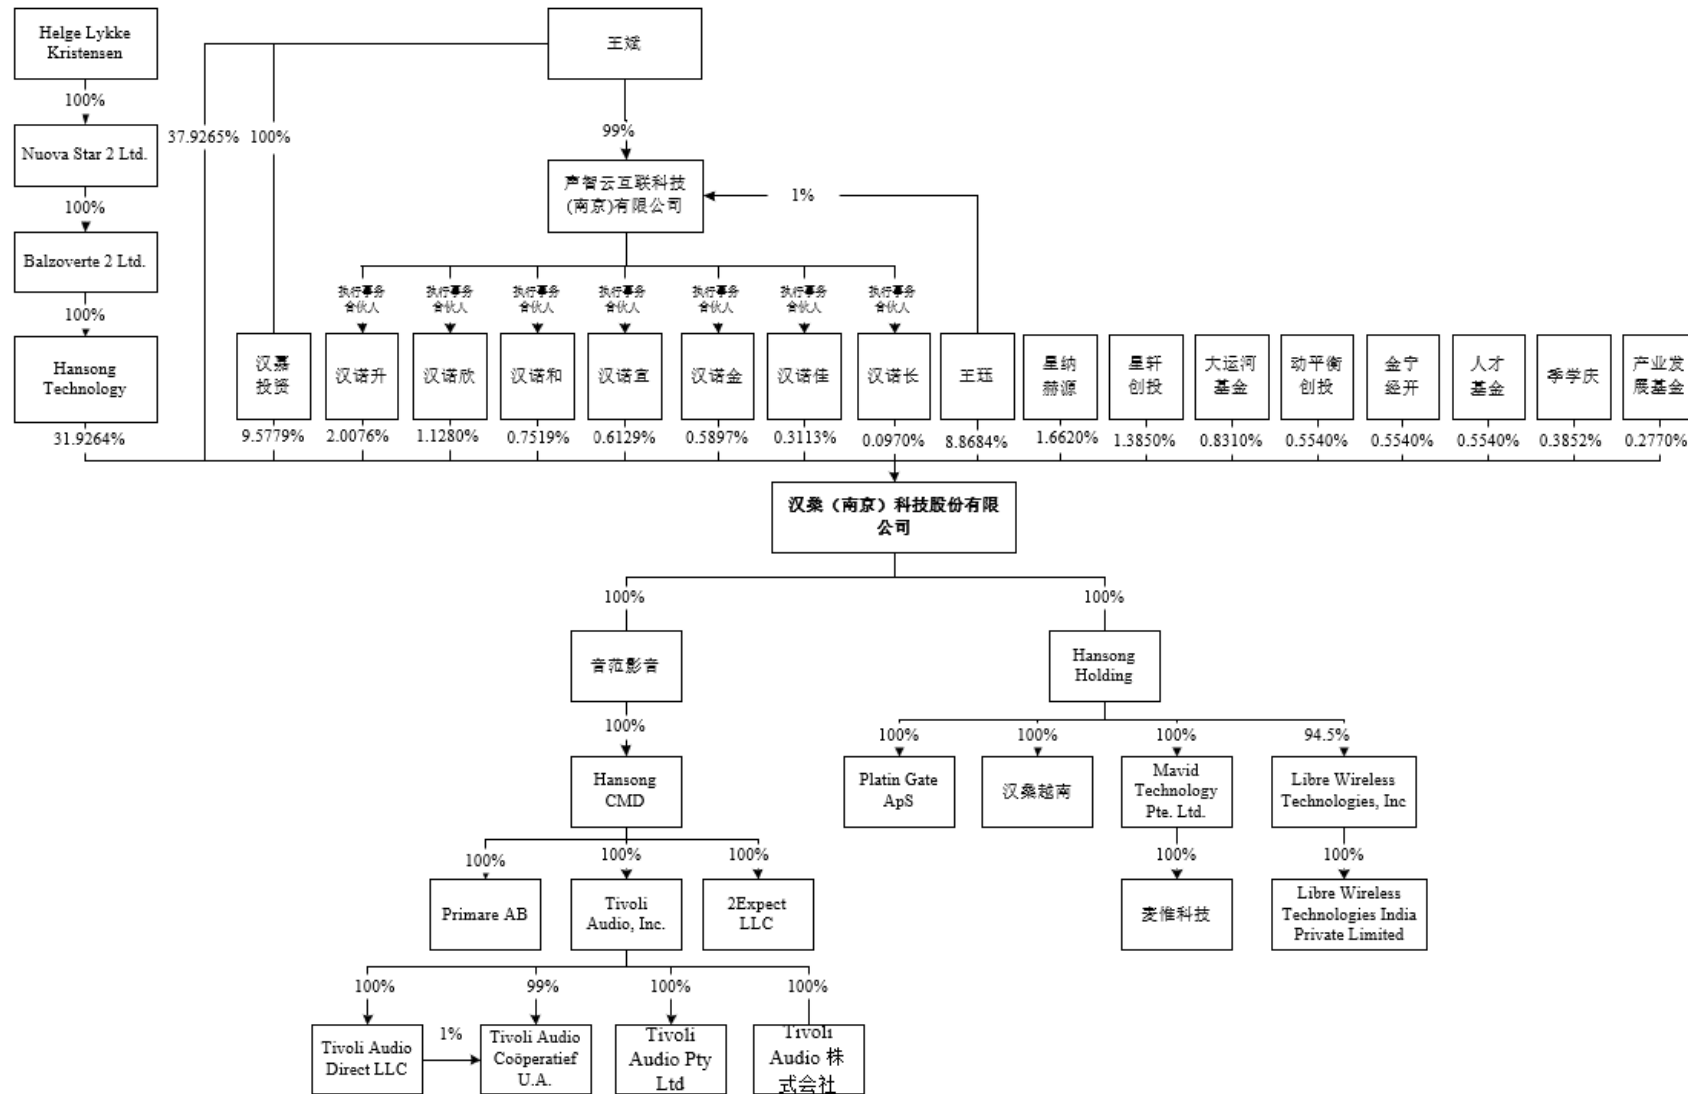 Helge Lykke
Kristensen
王斌
100%
37.9265%
100%
99%
Nuova Star 2 Ltd.
声智云互联科技
(南京)有限公司
1%
100%
Balzoverte 2 Ltd.
执行事务
合伙人
执行事务
合伙人
执行事务
合伙人
执行事务
合伙人
执行事务
合伙人
执行事务
合伙人
执行事务
合伙人
100%
Hansong
Technology
汉嘉
投资
汉诺升
汉诺欣
汉诺和
汉诺宜
汉诺金
汉诺佳
汉诺长
王珏
星纳
赫源
星轩
创投
大运河
基金
动平衡
创投
金宁
经开
人才
基金
季学庆
产业发
展基金
31.9264%
9.5779%
2.0076%
1.1280%
0.7519%
0.6129%
0.5897%
0.3113%
0.0970%
8.8684%
1.6620%
1.3850%
0.8310%
0.5540%
0.5540%
0.5540%
0.3852%
0.2770%
汉桑（南京）科技股份有限
公司
100%
100%
音范影音
Hansong
Holding
100%
100%
100%
100%
94.5%
Hansong
CMD
Platin Gate
ApS
汉桑越南
Mavid
Technology
Pte. Ltd.
Libre Wireless
Technologies, Inc
100%
100%
100%
100%
100%
Primare AB
Tivoli
Audio, Inc.
2Expect
LLC
麦惟科技
Libre Wireless
Technologies India
Private Limited
100%
99%
100%
100%
Tivoli Audio
Direct LLC
1%
Tivoli Audio
Coöperatief
U.A.
Tivoli
Audio Pty
Ltd
Tivoli
Audio 株
式会社